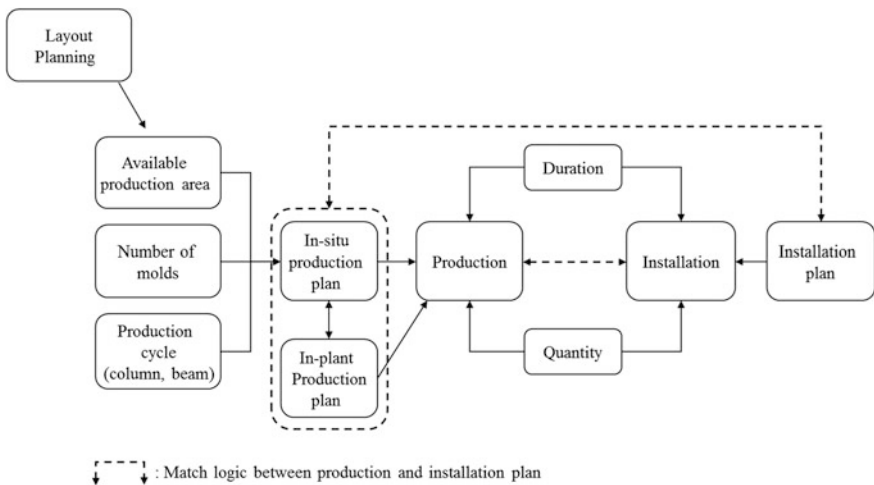 Layout
Planning
Available
production area
Number of
molds
Production
cycle
(column, beam)
In-situ
production
plan
In-plant
Production
plan
Production
Duration
Quantity
Installation
Installation
plan
: Match logic between production and installation plan